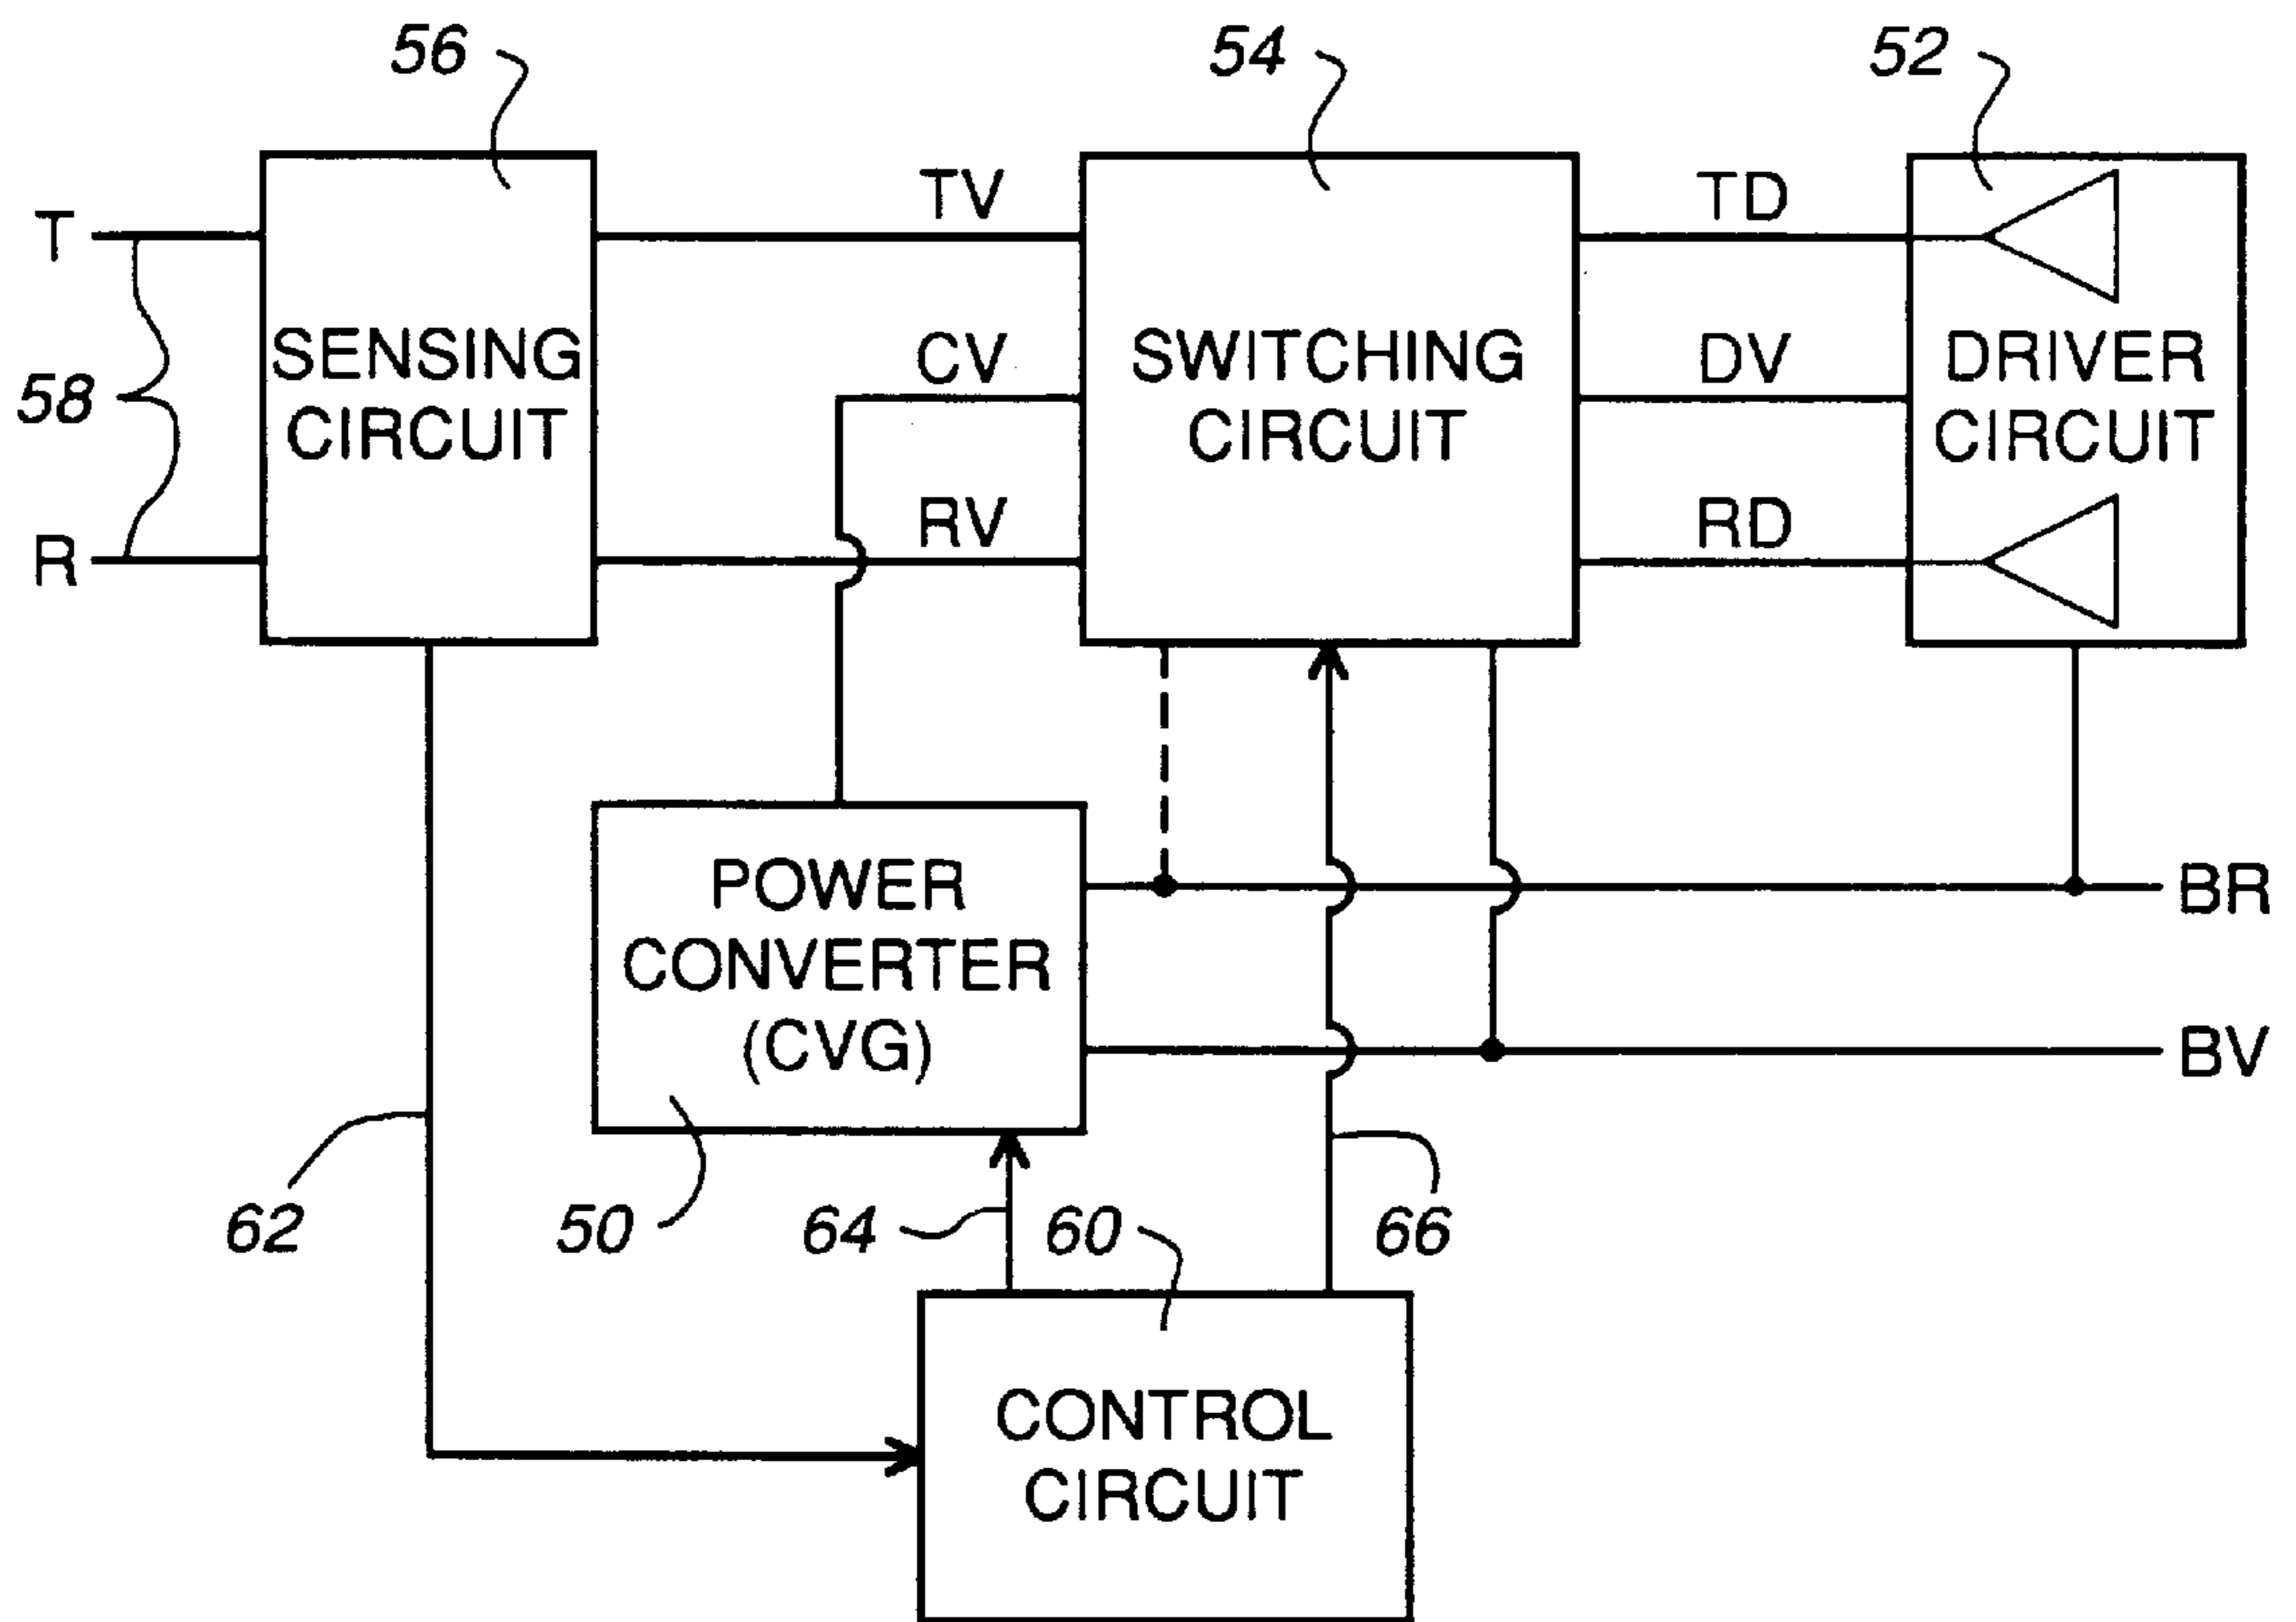 56
54
52
T
TV
TD
SENSING
CIRCUIT
CV
SWITCHING
CIRCUIT
DV
DRIVER
CIRCUIT
58
R
RV
RD
POWER
CONVERTER
(CVG)
BR
BV
62
50
64
60
66
CONTROL
CIRCUIT